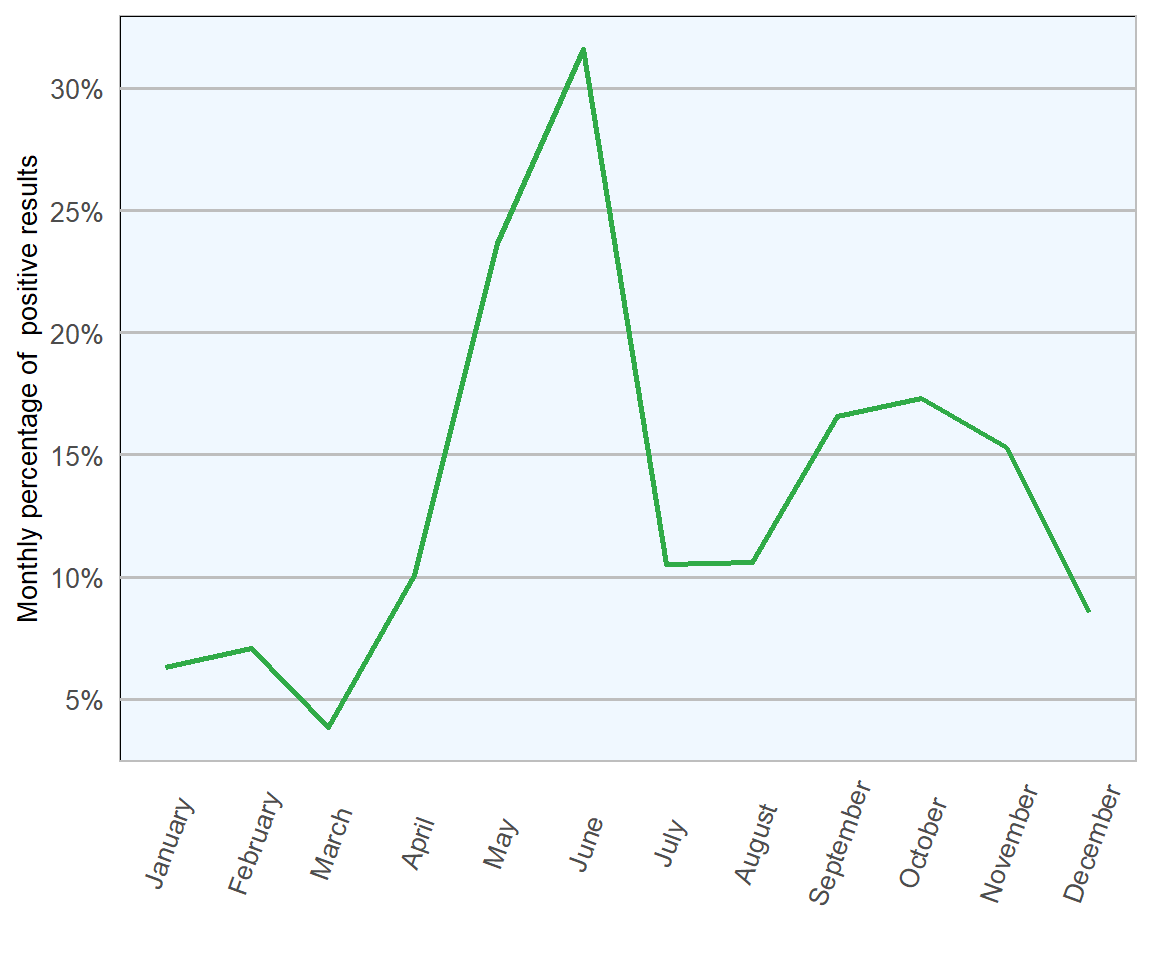 Monthly percentage of  positive results
30%
25%
20%
15%
10%
5%
January
February
March
April
May
June
July
August
September
October
November
December